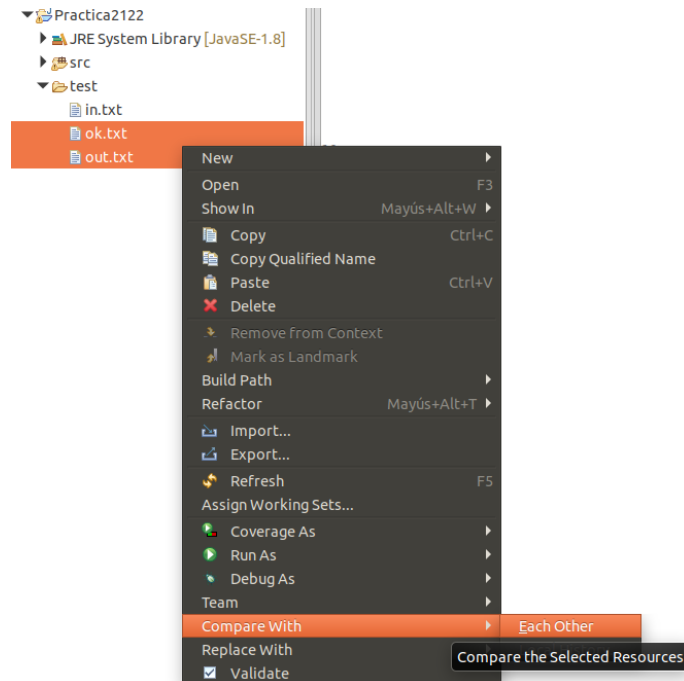 Practica2122
JRE System Library [JavaSE-1.8]
src
test
in.txt
ok.txt
out.txt
New
Open F3
Show In Mayús+Alt+W
Copy Ctrl+C
Copy Qualified Name
Paste Ctrl+V
Delete
Remove from Context
Mark as Landmark
Build Path
Refactor Mayús+Alt+T
Import...
Export...
Refresh F5
Assign Working Sets...
Coverage As
Run As
Debug As
Team
Compare With Each Other
Replace With
Compare the Selected Resources
Validate